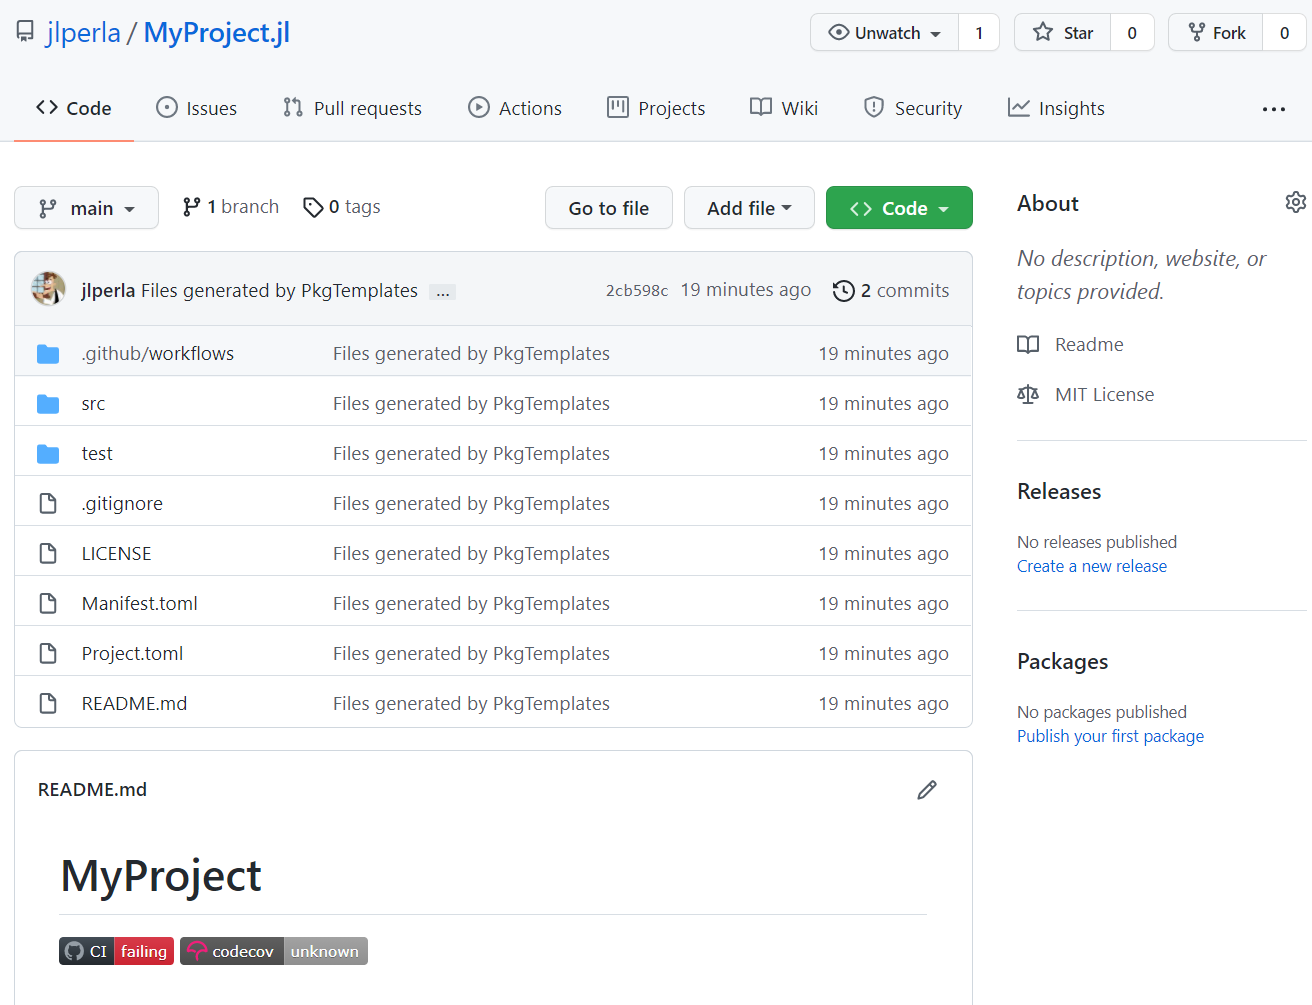 jlperla / MyProject.jl
Unwatch 1 Star 0 Fork 0
Code Issues Pull requests Actions Projects Wiki Security Insights ...
main 1 branch 0 tags Go to file Add file Code
jlperla Files generated by PkgTemplates ... 2cb598c 19 minutes ago 2 commits
.github/workflows Files generated by PkgTemplates 19 minutes ago
src Files generated by PkgTemplates 19 minutes ago
test Files generated by PkgTemplates 19 minutes ago
.gitignore Files generated by PkgTemplates 19 minutes ago
LICENSE Files generated by PkgTemplates 19 minutes ago
Manifest.toml Files generated by PkgTemplates 19 minutes ago
Project.toml Files generated by PkgTemplates 19 minutes ago
README.md Files generated by PkgTemplates 19 minutes ago
README.md
MyProject
CI failing codecov unknown
About
No description, website, or
topics provided.
Readme
MIT License
Releases
No releases published
Create a new release
Packages
No packages published
Publish your first package